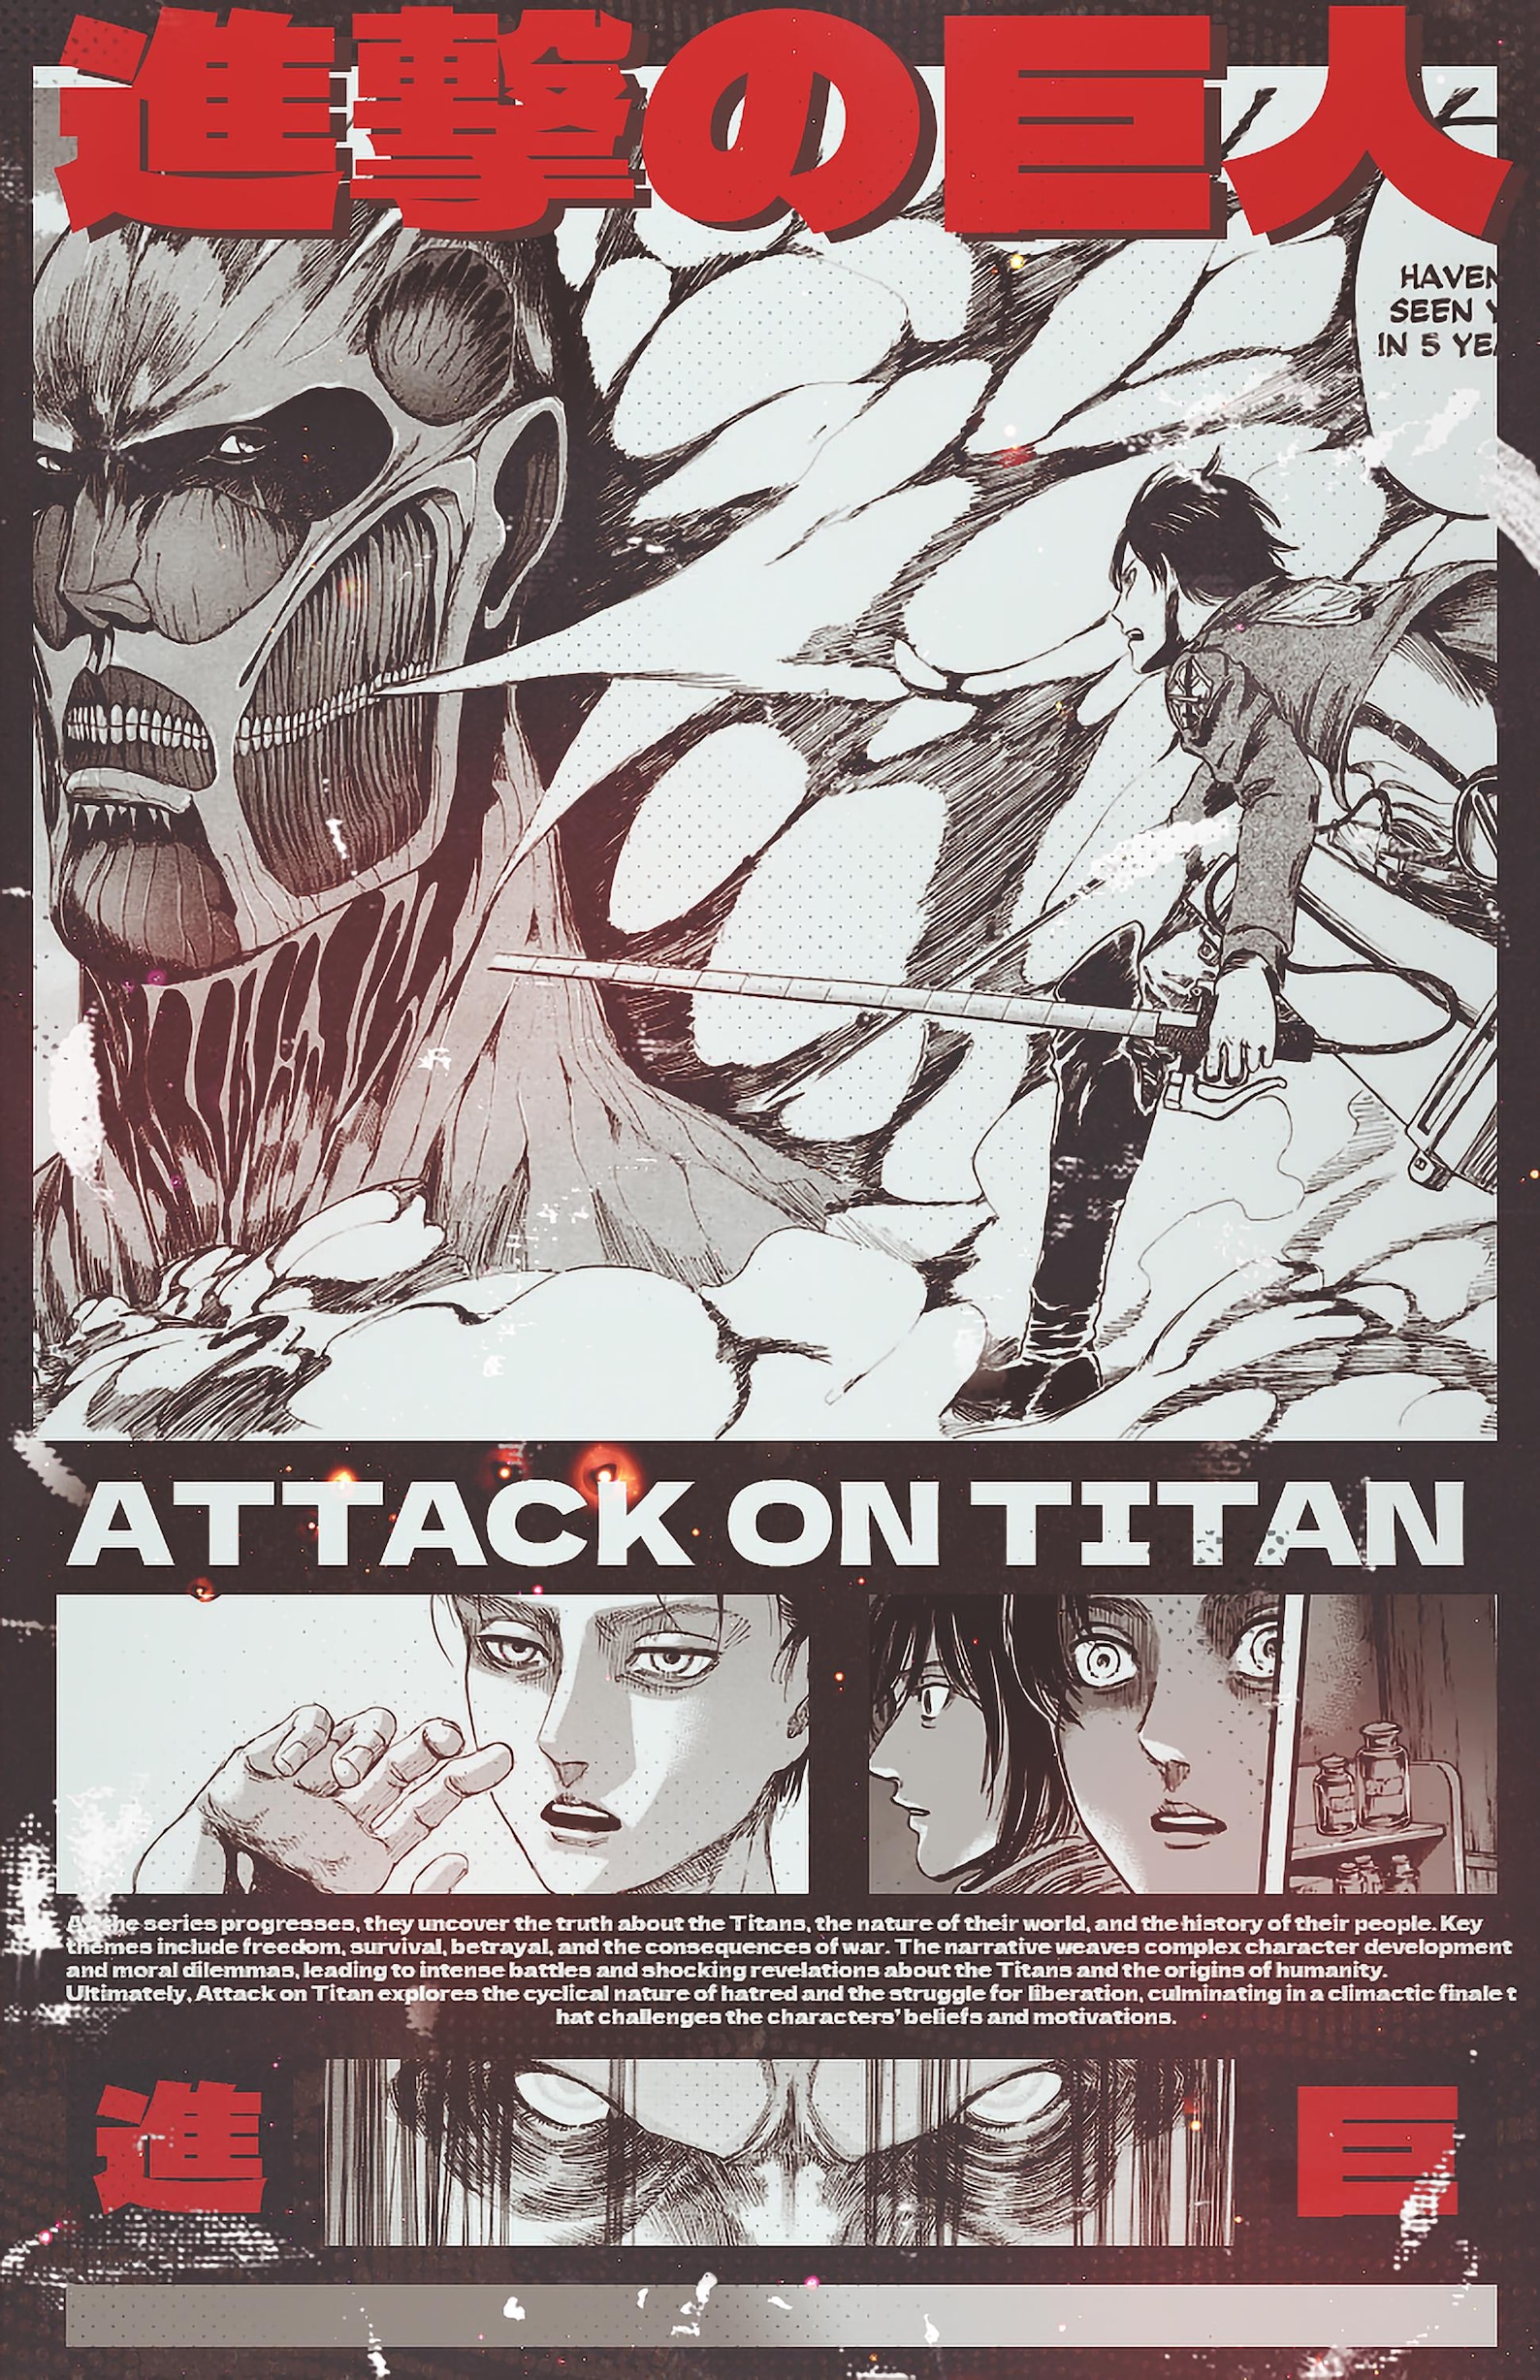 進撃の巨人
HAVEN
SEEN Y
IN 5 YEA
ATTACK ON TITAN
As the series progresses, they uncover the truth about the Titans, the nature of their world, and the history of their people. Key
themes include freedom, survival, betrayal, and the consequences of war. The narrative weaves complex character development
and moral dilemmas, leading to intense battles and shocking revelations about the Titans and the origins of humanity.
Ultimately, Attack on Titan explores the cyclical nature of hatred and the struggle for liberation, culminating in a climactic finale t
hat challenges the characters' beliefs and motivations.
進
巨